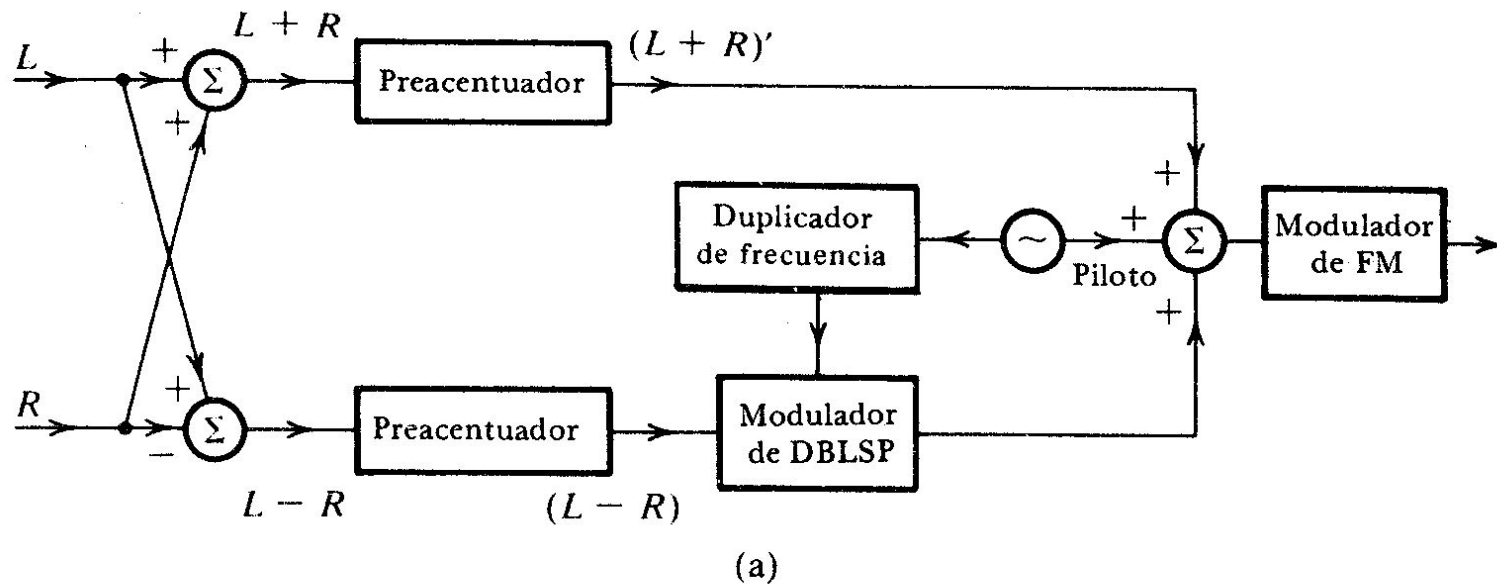 L
+
Σ
+
L + R
Preacentuador
(L + R)′
+
Duplicador
de frecuencia
~
+
Piloto
Σ
+
Modulador
de FM
R
+
Σ
−
L − R
Preacentuador
(L − R)
Modulador
de DBLSP
(a)